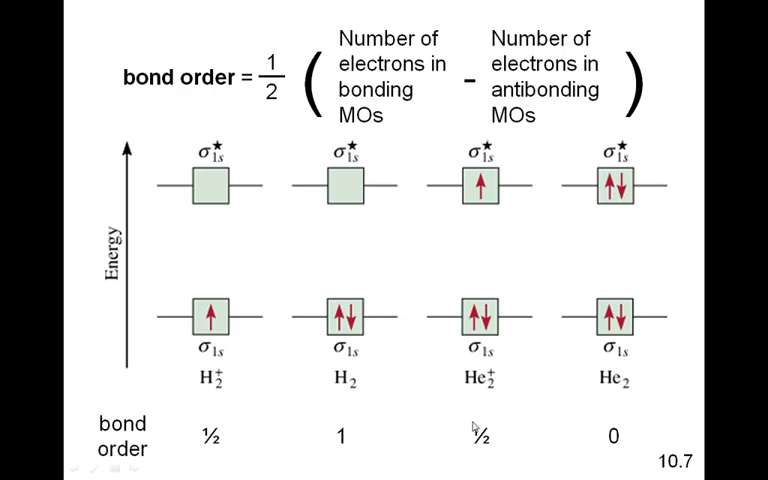 bond order = 1/2 ( Number of electrons in bonding MOs - Number of electrons in antibonding MOs )
σ★1s σ★1s σ★1s σ★1s
Energy
σ1s σ1s σ1s σ1s
H2+ H2 He2+ He2
bond order ½ 1 ½ 0
10.7